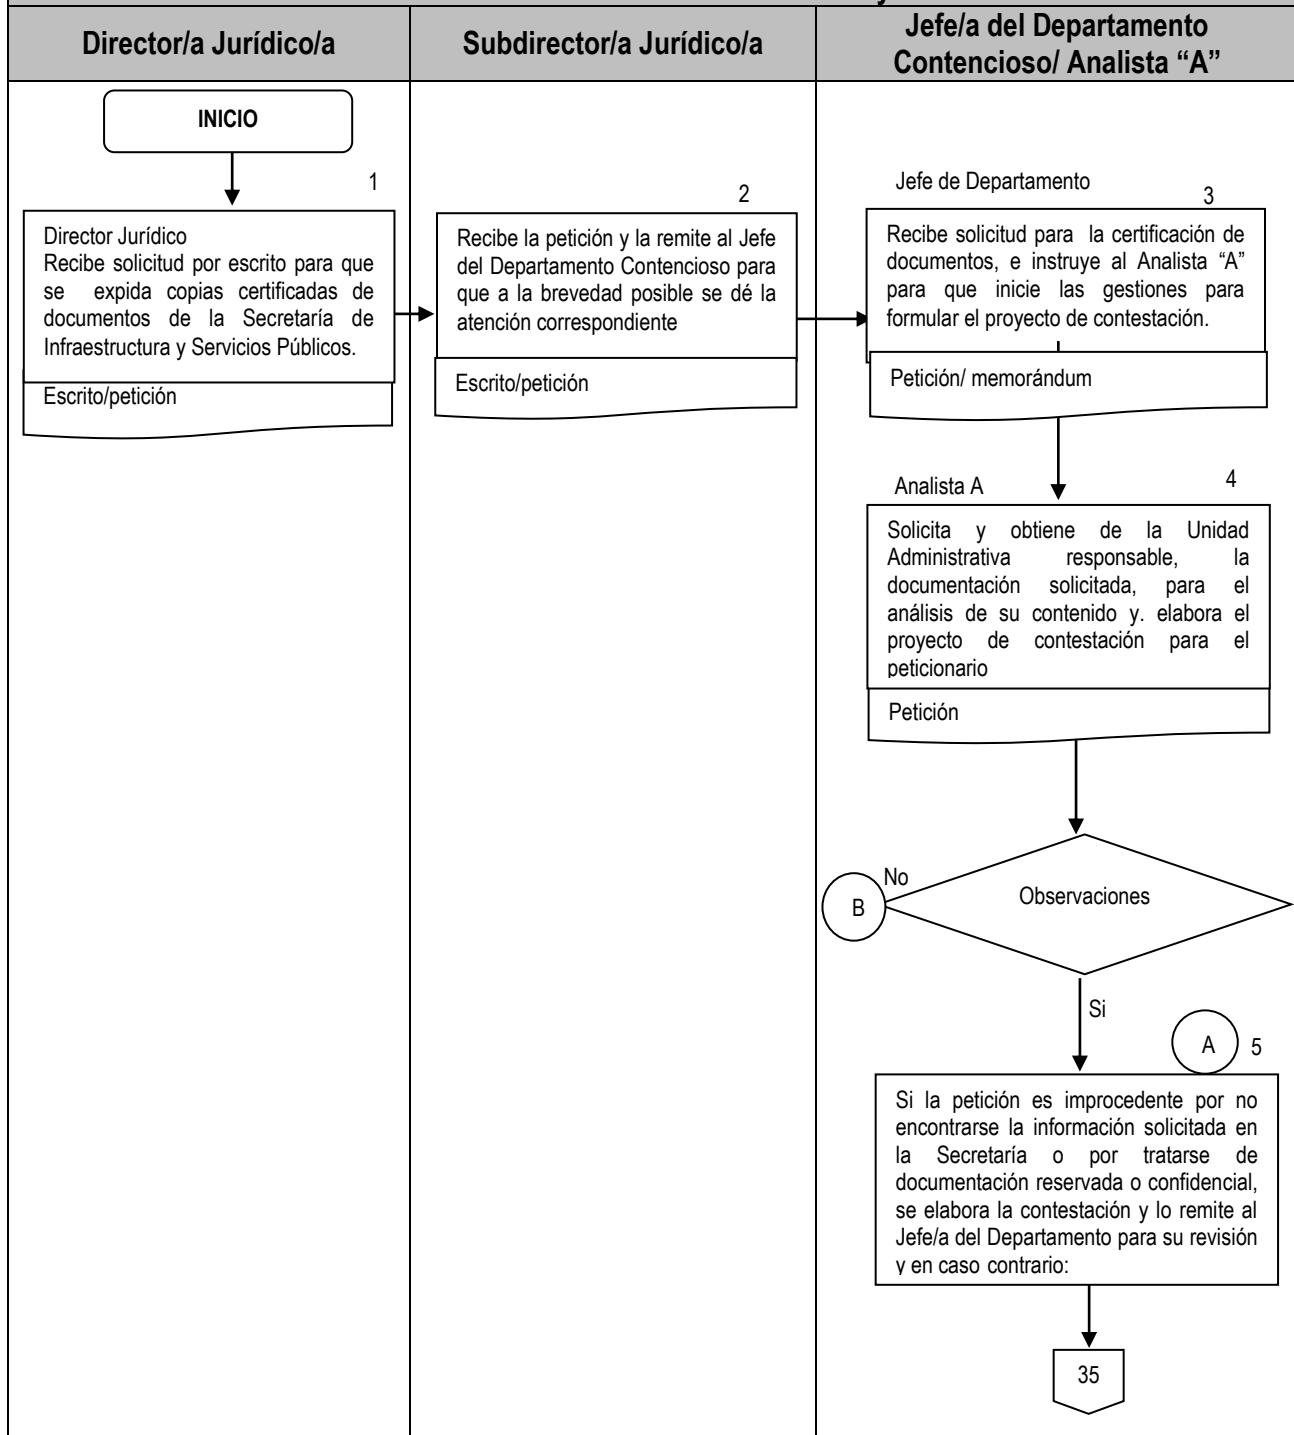 Director/a Jurídico/a
Subdirector/a Jurídico/a
Jefe/a del Departamento
Contencioso/ Analista “A”
INICIO
1
Director Jurídico
Recibe solicitud por escrito para que
se expida copias certificadas de
documentos de la Secretaría de
Infraestructura y Servicios Públicos.
Escrito/petición
2
Recibe la petición y la remite al Jefe
del Departamento Contencioso para
que a la brevedad posible se dé la
atención correspondiente
Escrito/petición
Jefe de Departamento
3
Recibe solicitud para la certificación de
documentos, e instruye al Analista “A”
para que inicie las gestiones para
formular el proyecto de contestación.
Petición/ memorándum
Analista A
4
Solicita y obtiene de la Unidad
Administrativa responsable, la
documentación solicitada, para el
análisis de su contenido y. elabora el
proyecto de contestación para el
peticionario
Petición
Observaciones
No
B
Si
A
5
Si la petición es improcedente por no
encontrarse la información solicitada en
la Secretaría o por tratarse de
documentación reservada o confidencial,
se elabora la contestación y lo remite al
Jefe/a del Departamento para su revisión
y en caso contrario:
35